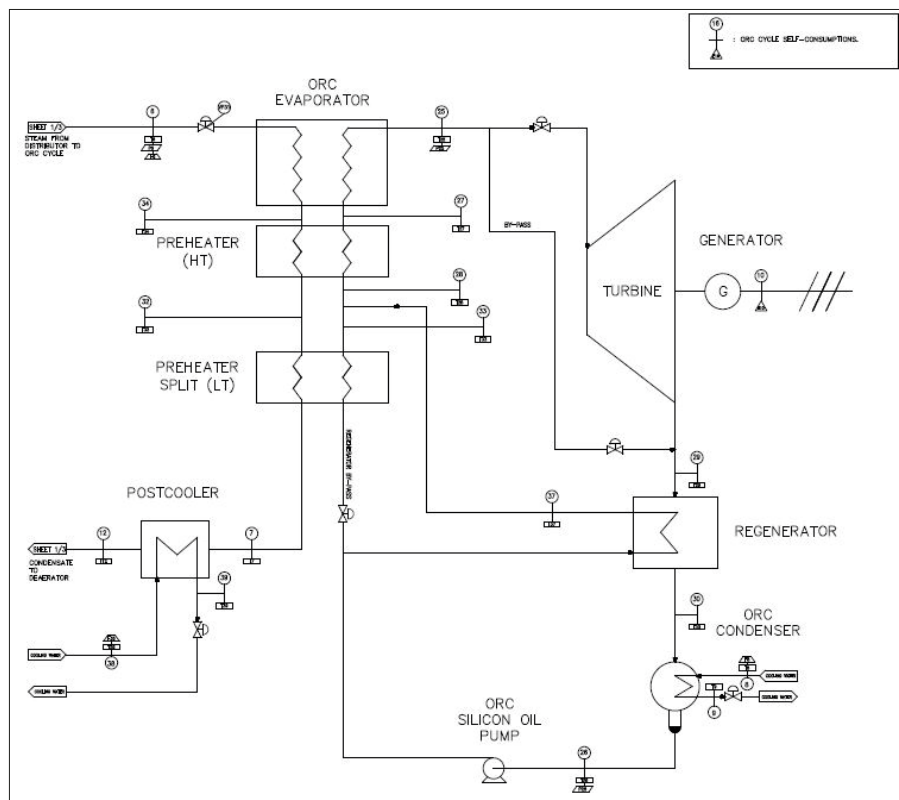 16
: ORC CYCLE SELF-CONSUMPTIONS.
ORC
EVAPORATOR
6
25
SHEET 1/3
STEAM FROM
DISTRIBUTOR TO
ORC CYCLE
34
27
BY-PASS
PREHEATER
(HT)
GENERATOR
28
10
TURBINE
G
32
33
PREHEATER
SPLIT (LT)
REGENERATOR BY-PASS
29
POSTCOOLER
37
12
7
REGENERATOR
SHEET 1/3
CONDENSATE
TO
DEAERATOR
39
30
ORC
CONDENSER
COOLING WATER
38
COOLING WATER
8
COOLING WATER
COOLING WATER
9
ORC
SILICON OIL
PUMP
26